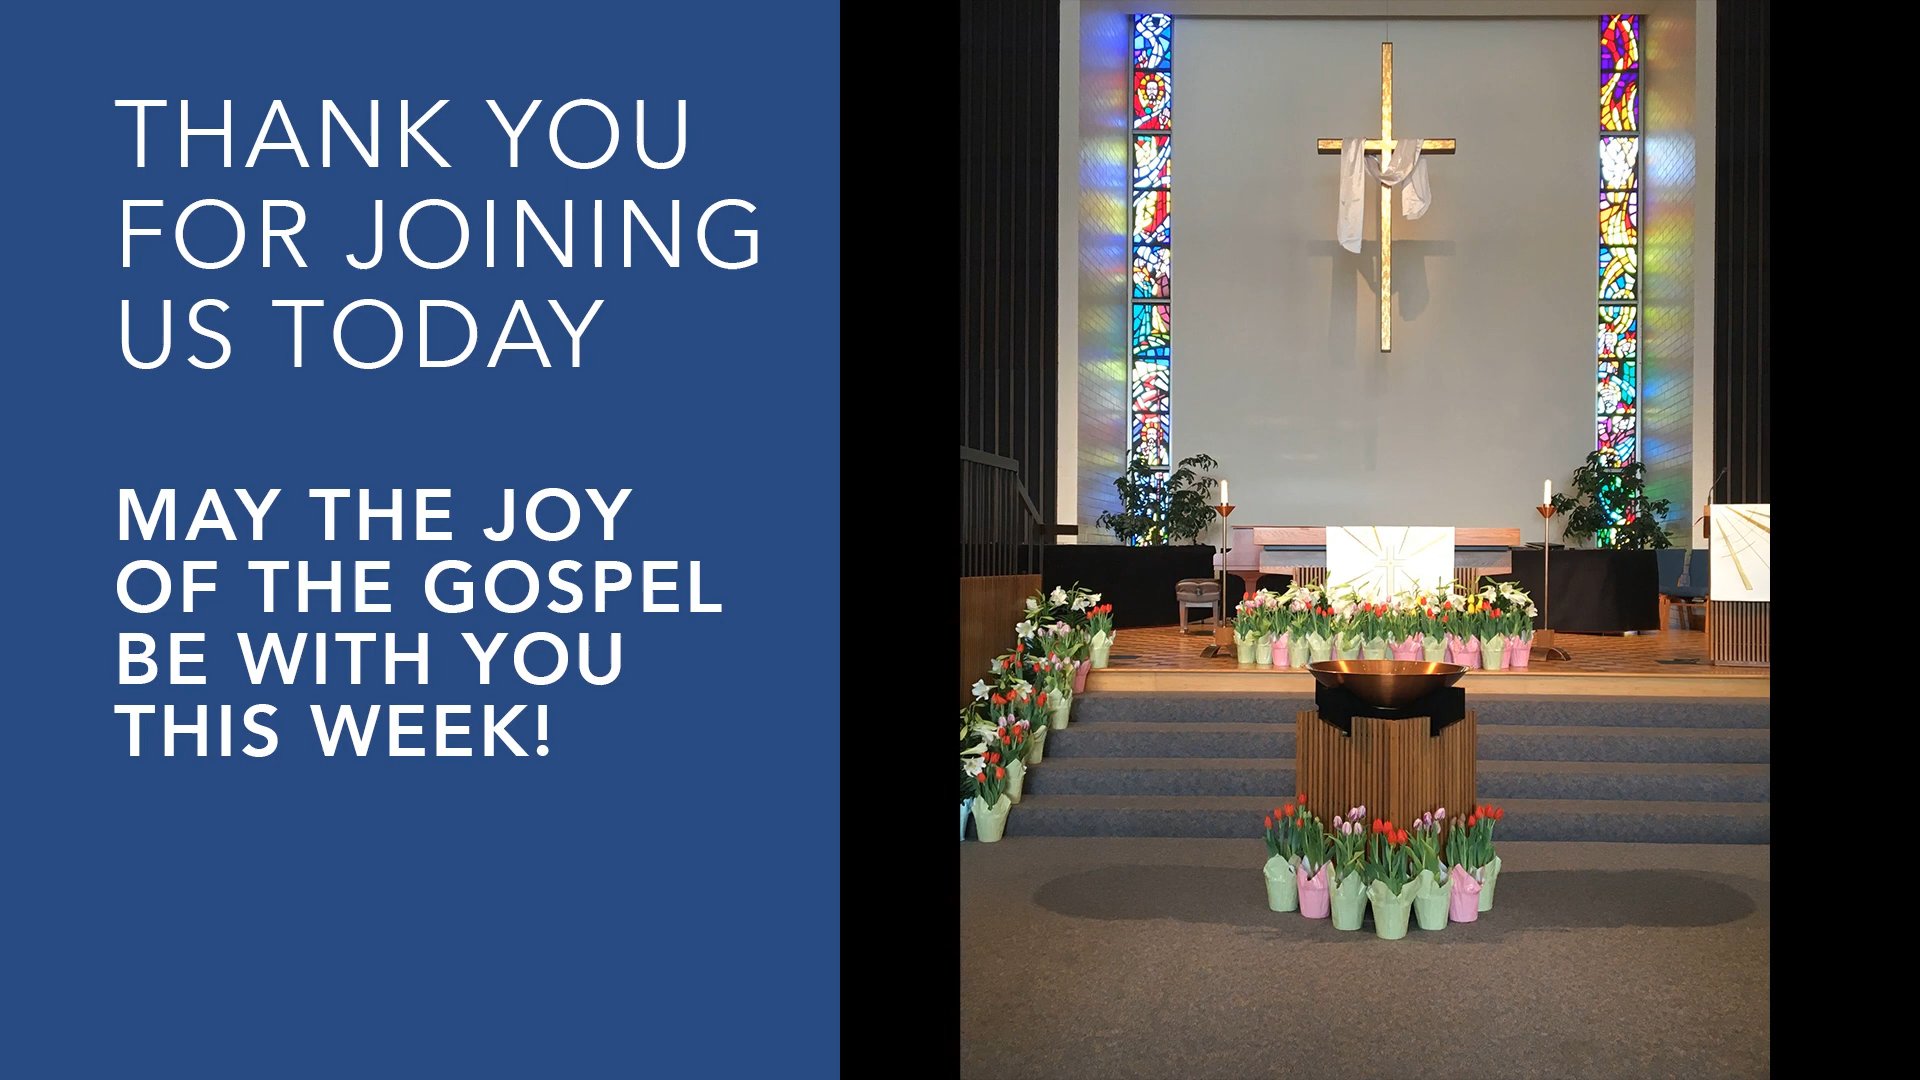 THANK YOU
FOR JOINING
US TODAY
MAY THE JOY
OF THE GOSPEL
BE WITH YOU
THIS WEEK!